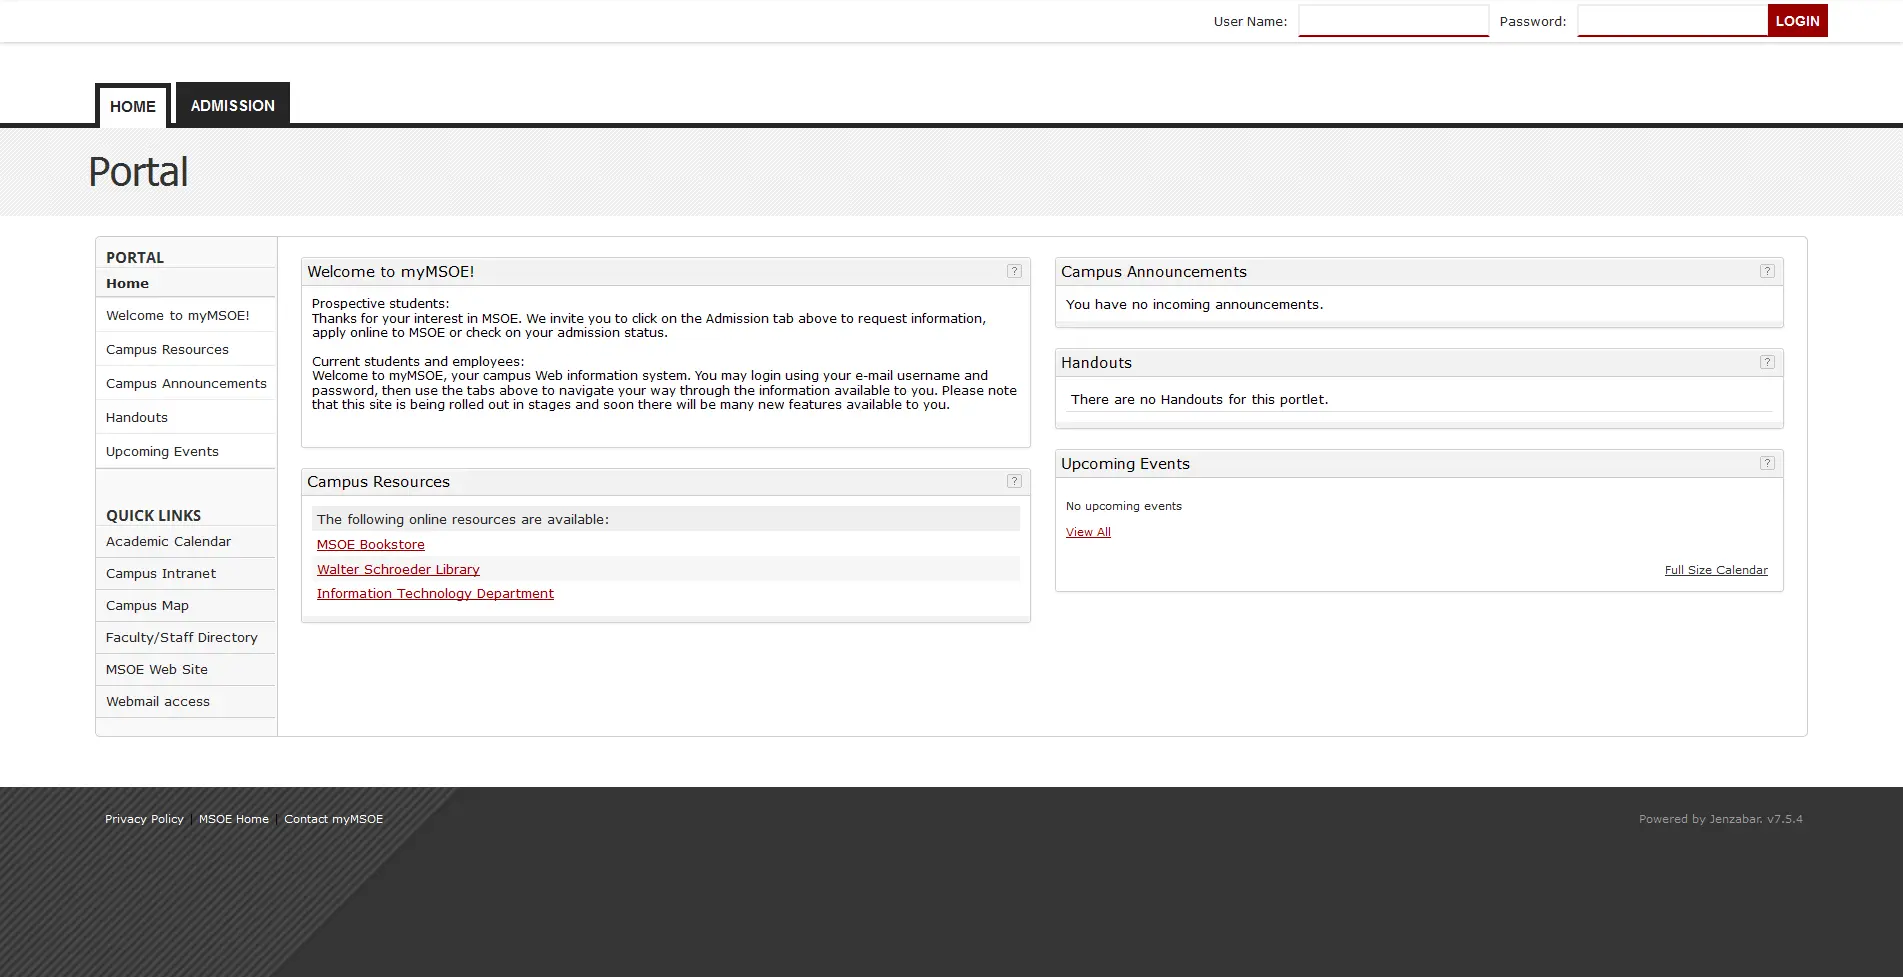 User Name:
Password:
LOGIN
HOME
ADMISSION
Portal
PORTAL
Home
Welcome to myMSOE!
Campus Resources
Campus Announcements
Handouts
Upcoming Events
QUICK LINKS
Academic Calendar
Campus Intranet
Campus Map
Faculty/Staff Directory
MSOE Web Site
Webmail access
Welcome to myMSOE!
?
Prospective students:
Thanks for your interest in MSOE. We invite you to click on the Admission tab above to request information,
apply online to MSOE or check on your admission status.
Current students and employees:
Welcome to myMSOE, your campus Web information system. You may login using your e-mail username and
password, then use the tabs above to navigate your way through the information available to you. Please note
that this site is being rolled out in stages and soon there will be many new features available to you.
Campus Resources
?
The following online resources are available:
MSOE Bookstore
Walter Schroeder Library
Information Technology Department
Campus Announcements
?
You have no incoming announcements.
Handouts
?
There are no Handouts for this portlet.
Upcoming Events
?
No upcoming events
View All
Full Size Calendar
Privacy Policy | MSOE Home | Contact myMSOE
Powered by Jenzabar. v7.5.4